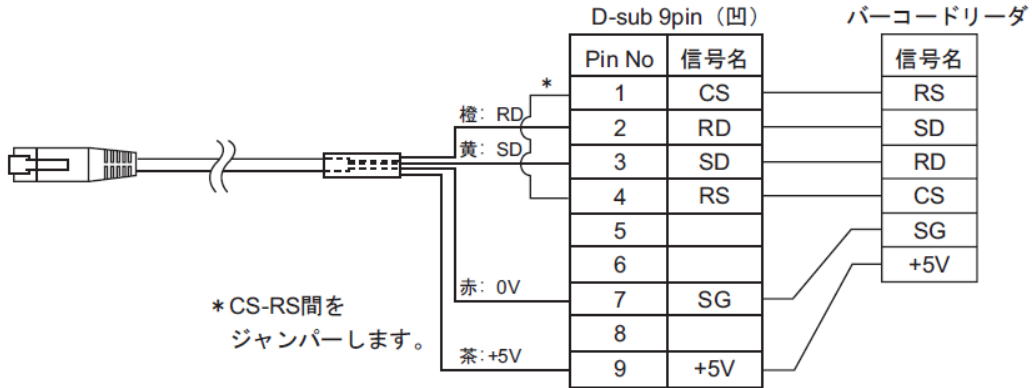 D-sub 9pin（凹）
バーコードリーダ
Pin No 信号名
信号名
*
1 CS
RS
橙: RD
2 RD
SD
黄: SD
3 SD
RD
4 RS
CS
5
SG
6
+5V
赤: 0V
7 SG
*CS-RS間を
ジャンパーします。
8
茶:+5V
9 +5V